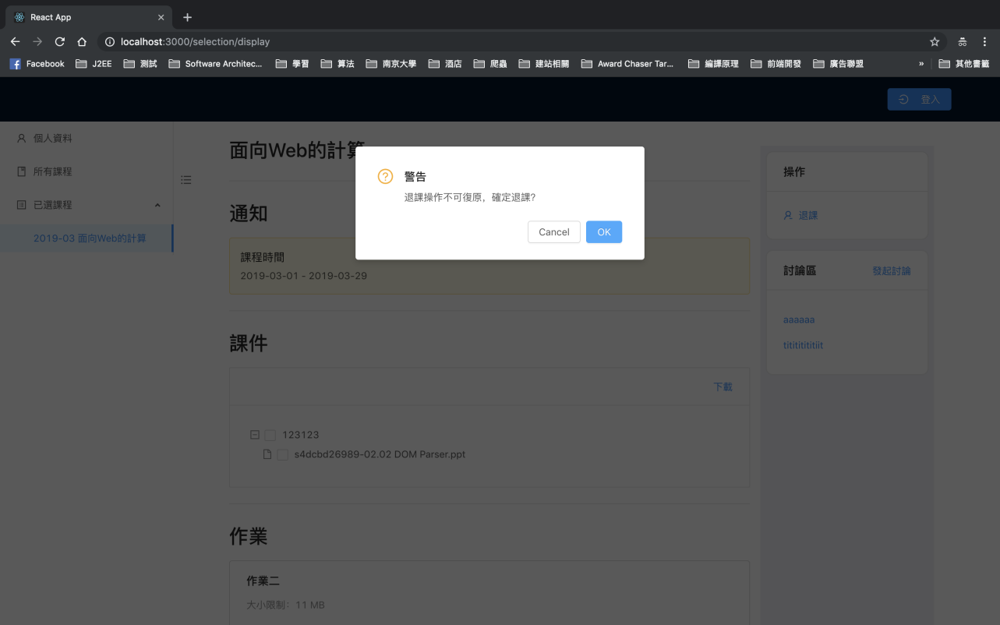 React App
localhost:3000/selection/display
Facebook J2EE 測試 Software Architec... 學習 算法 南京大學 酒店 爬蟲 建站相關 Award Chaser Tar... 編譯原理 前端開發 廣告聯盟 » 其他書籤
登入
個人資料
所有課程
已選課程
2019-03 面向Web的計算
面向Web的計算
警告
退課操作不可復原，確定退課?
Cancel OK
通知
課程時間
2019-03-01 - 2019-03-29
課件
下載
123123
s4dcbd26989-02.02 DOM Parser.ppt
作業
作業二
大小限制：11 MB
操作
退課
討論區 發起討論
aaaaaa
titititititiit